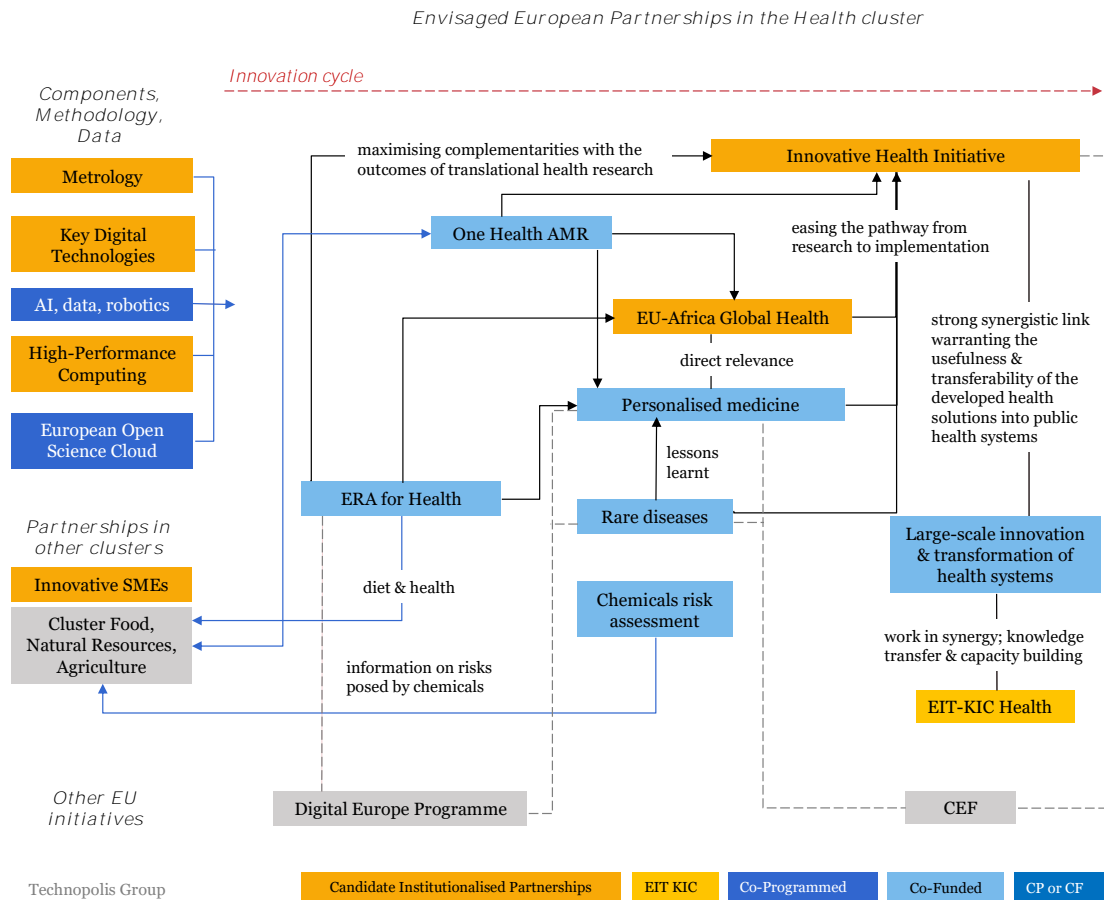 Envisaged European Partnerships in the Health cluster
Innovation cycle
Components,
Methodology,
Data
Metrology
Key Digital
Technologies
AI, data, robotics
High-Performance
Computing
European Open
Science Cloud
maximising complementarities with the
outcomes of translational health research
Innovative Health Initiative
One Health AMR
easing the pathway from
research to implementation
EU-Africa Global Health
direct relevance
strong synergistic link
warranting the
usefulness &
transferability of the
developed health
solutions into public
health systems
Personalised medicine
lessons
learnt
ERA for Health
Rare diseases
Large-scale innovation
& transformation of
health systems
Partnerships in
other clusters
Innovative SMEs
Cluster Food,
Natural Resources,
Agriculture
diet & health
Chemicals risk
assessment
information on risks
posed by chemicals
work in synergy; knowledge
transfer & capacity building
EIT-KIC Health
Other EU
initiatives
Digital Europe Programme
CEF
Technopolis Group
Candidate Institutionalised Partnerships
EIT KIC
Co-Programmed
Co-Funded
CP or CF